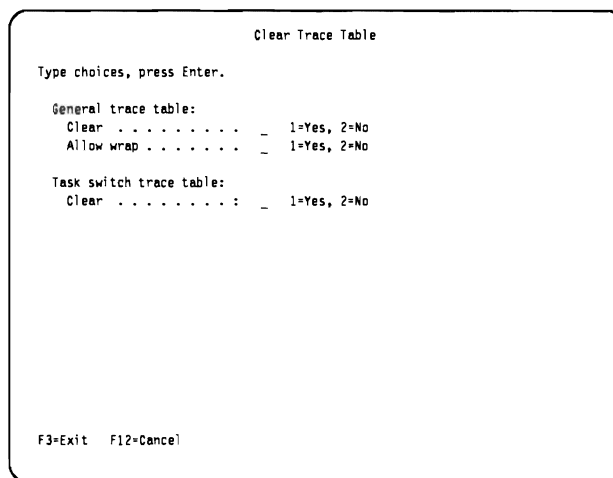 Clear Trace Table
Type choices, press Enter.
General trace table:
Clear . . . . . . . . . _ 1=Yes, 2=No
Allow wrap . . . . . . . _ 1=Yes, 2=No
Task switch trace table:
Clear . . . . . . . . : _ 1=Yes, 2=No
F3=Exit F12=Cancel